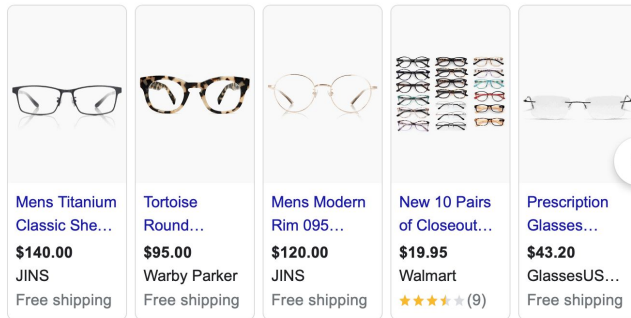 Mens Titanium
Classic She...
$140.00
JINS
Free shipping
Tortoise
Round...
$95.00
Warby Parker
Free shipping
Mens Modern
Rim 095...
$120.00
JINS
Free shipping
New 10 Pairs
of Closeout...
$19.95
Walmart
(9)
Prescription
Glasses...
$43.20
GlassesUS...
Free shipping